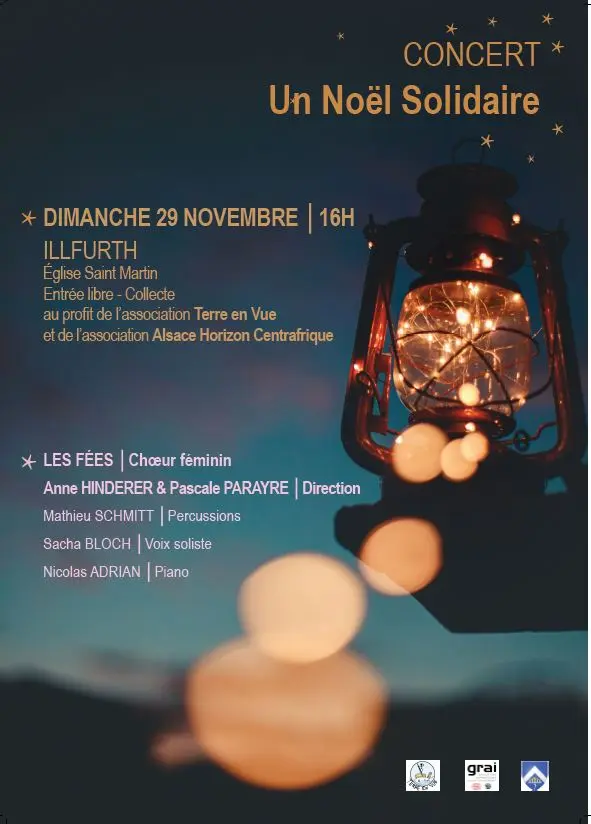 CONCERT
Un Noël Solidaire
DIMANCHE 29 NOVEMBRE | 16H
ILLFURTH
Église Saint Martin
Entrée libre - Collecte
au profit de l'association Terre en Vue
et de l'association Alsace Horizon Centrafrique
LES FÉES | Chœur féminin
Anne HINDERER & Pascale PARAYRE | Direction
Mathieu SCHMITT | Percussions
Sacha BLOCH | Voix soliste
Nicolas ADRIAN | Piano
grai